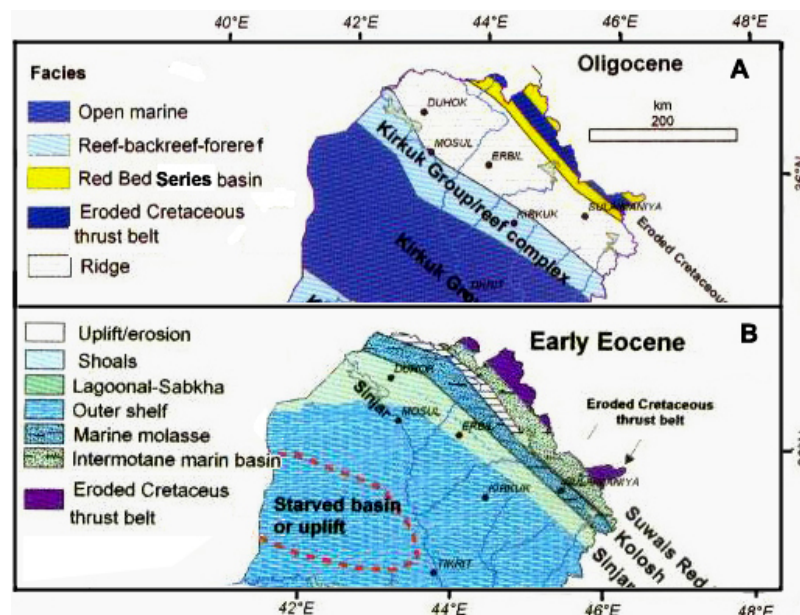 40°E
42°E
44°E
46°E
48°E
Facies
Open marine
Reef-backreef-foreref
Red Bed Series basin
Eroded Cretaceous
thrust belt
Ridge
Oligocene
A
km
200
DUHOK
MOSUL
ERBIL
KIRKUK
SULAIMANIYA
Kirkuk Group/reef complex
Eroded Cretaceous
TIKRIT
Uplift/erosion
Shoals
Lagoonal-Sabkha
Outer shelf
Marine molasse
Intermotane marin basin
Eroded Cretaceus
thrust belt
Early Eocene
B
Eroded Cretaceous
thrust belt
DUHOK
Sinjar
MOSUL
ERBIL
KIRKUK
SULAIMANIYA
Starved basin
or uplift
TIKRIT
Suwais Red
Kolosh
Sinjar
42°E
44°E
46°E
48°E